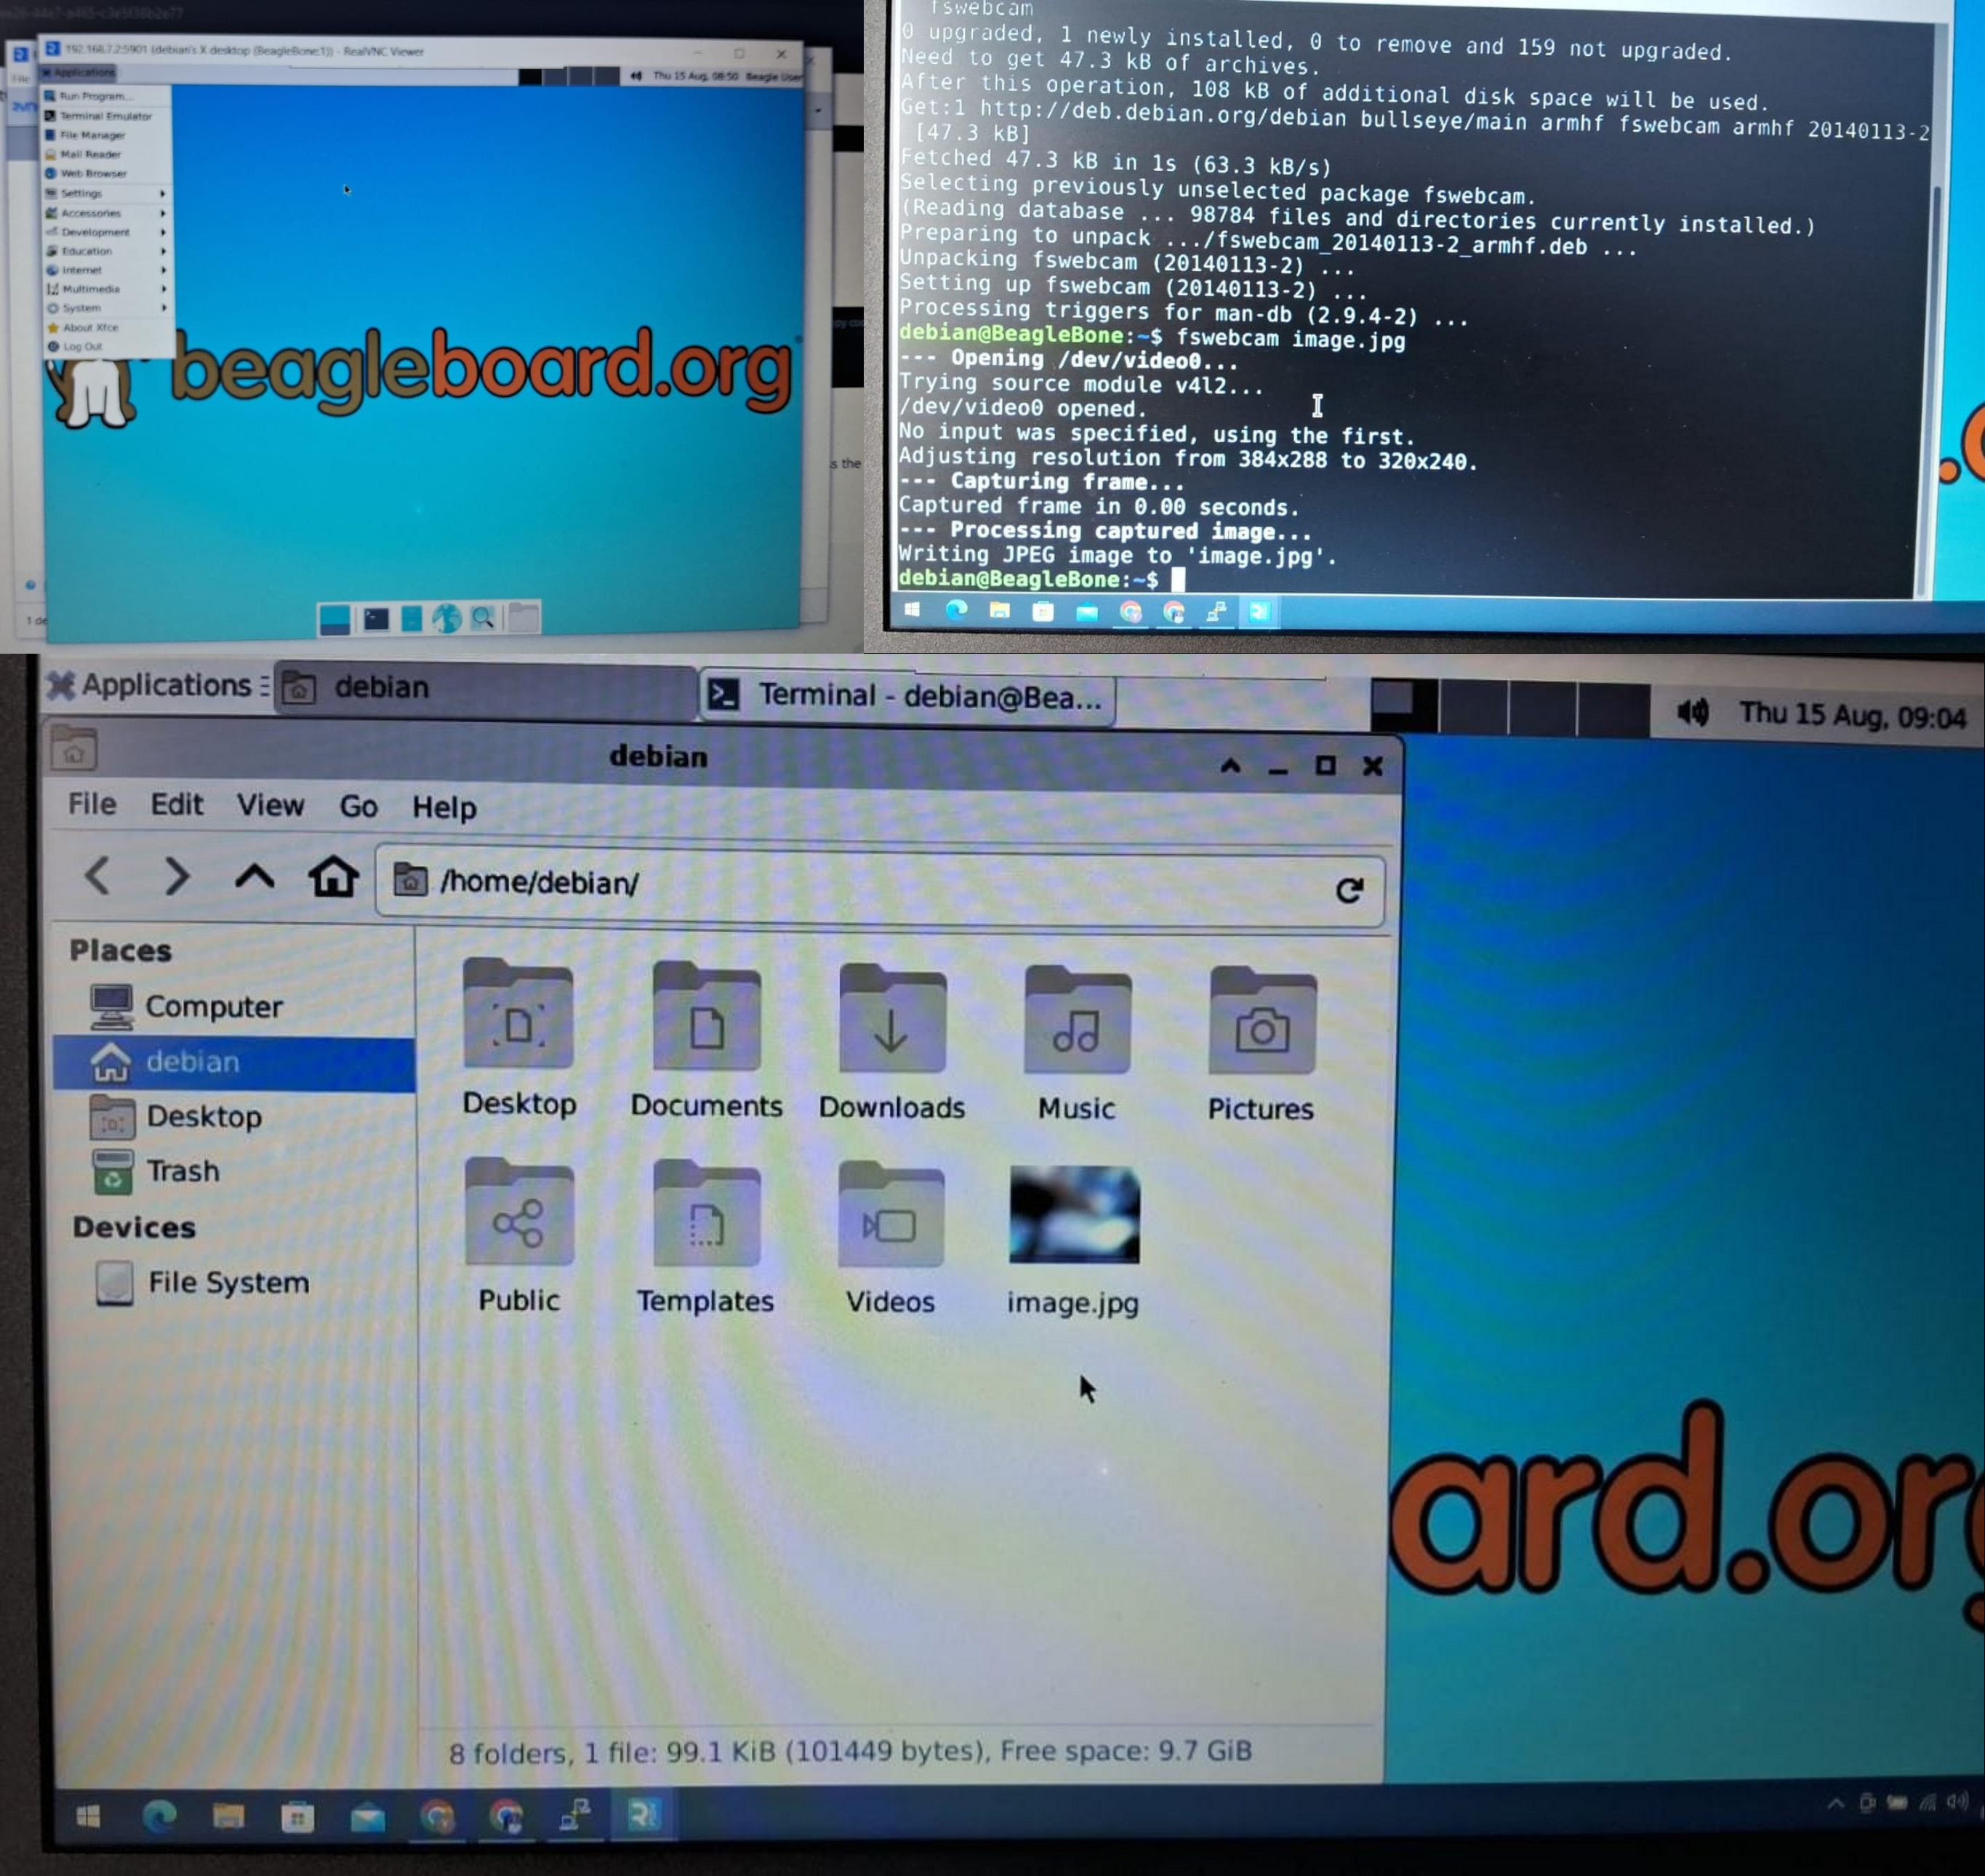 192.168.7.2:5901 (debian's X desktop (BeagleBone:1)) - RealVNC Viewer
Applications
Thu 15 Aug, 08:50 Beagle User
File
Run Program...
Terminal Emulator
File Manager
Mail Reader
Web Browser
Settings
Accessories
Development
Education
Internet
Multimedia
System
About Xfce
Log Out
beagleboard.org
s the
fswebcam
0 upgraded, 1 newly installed, 0 to remove and 159 not upgraded.
Need to get 47.3 kB of archives.
After this operation, 108 kB of additional disk space will be used.
Get:1 http://deb.debian.org/debian bullseye/main armhf fswebcam armhf 20140113-2
[47.3 kB]
Fetched 47.3 kB in 1s (63.3 kB/s)
Selecting previously unselected package fswebcam.
(Reading database ... 98784 files and directories currently installed.)
Preparing to unpack .../fswebcam_20140113-2_armhf.deb ...
Unpacking fswebcam (20140113-2) ...
Setting up fswebcam (20140113-2) ...
Processing triggers for man-db (2.9.4-2) ...
debian@BeagleBone:~$ fswebcam image.jpg
--- Opening /dev/video0...
Trying source module v4l2...
/dev/video0 opened.
No input was specified, using the first.
Adjusting resolution from 384x288 to 320x240.
--- Capturing frame...
Captured frame in 0.00 seconds.
--- Processing captured image...
Writing JPEG image to 'image.jpg'.
debian@BeagleBone:~$
Applications
debian
Terminal - debian@Bea...
Thu 15 Aug, 09:04
debian
File Edit View Go Help
/home/debian/
Places
Computer
debian
Desktop
Trash
Devices
File System
Desktop
Documents
Downloads
Music
Pictures
Public
Templates
Videos
image.jpg
ard.org
8 folders, 1 file: 99.1 KiB (101449 bytes), Free space: 9.7 GiB